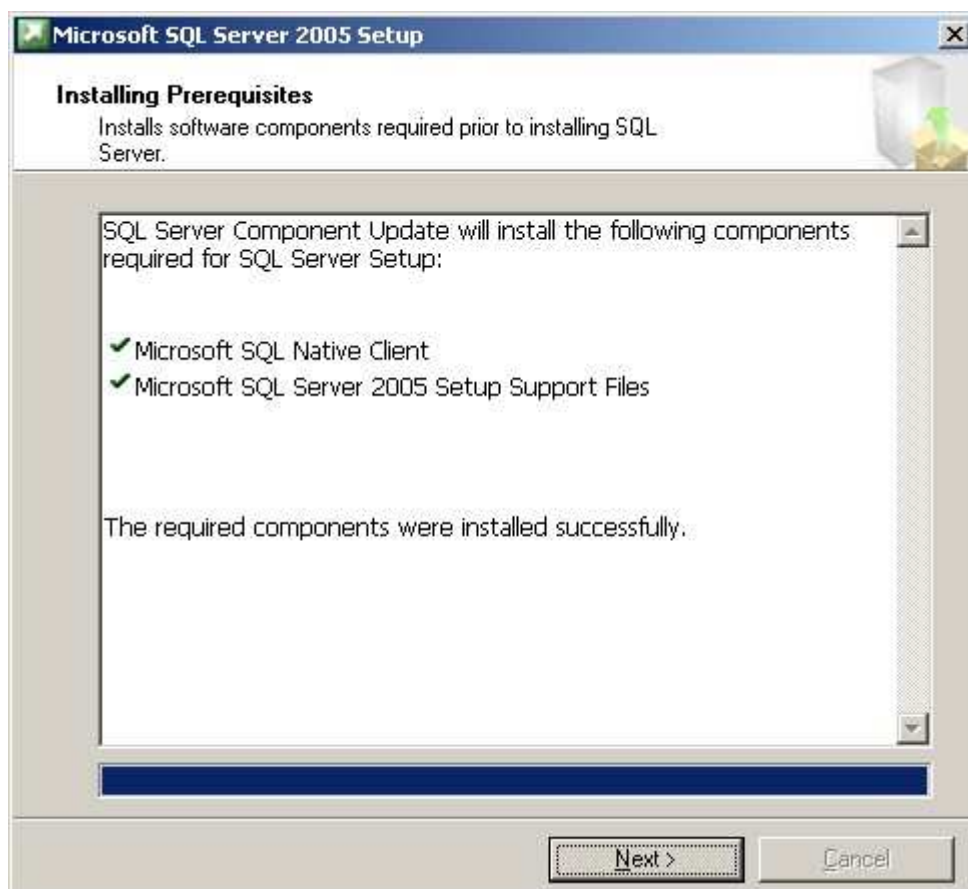 Microsoft SQL Server 2005 Setup
Installing Prerequisites
Installs software components required prior to installing SQL
Server.
SQL Server Component Update will install the following components
required for SQL Server Setup:
Microsoft SQL Native Client
Microsoft SQL Server 2005 Setup Support Files
The required components were installed successfully.
Next >
Cancel